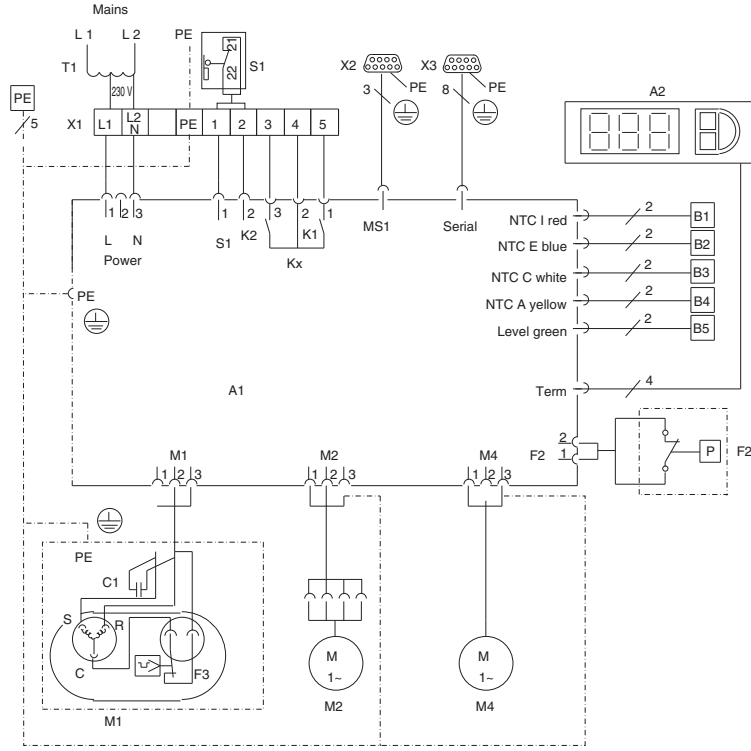 Mains
L 1 L 2 PE
T1
230 V
21
22
S1
X2 X3
PE PE
3 8
A2
PE
5
X1 L1 L2 N PE 1 2 3 4 5
1 2 3 1 2 3 2 1
L N
Power
S1 K2 K1
Kx
MS1 Serial
NTC I red 2 B1
NTC E blue 2 B2
NTC C white 2 B3
NTC A yellow 2 B4
Level green 2 B5
PE
A1
Term 4
F2 2 1
P F2
M1 M2 M4
1 2 3 1 2 3 1 2 3
PE
C1
S R
C F3
M1
M
1~
M2
M
1~
M4